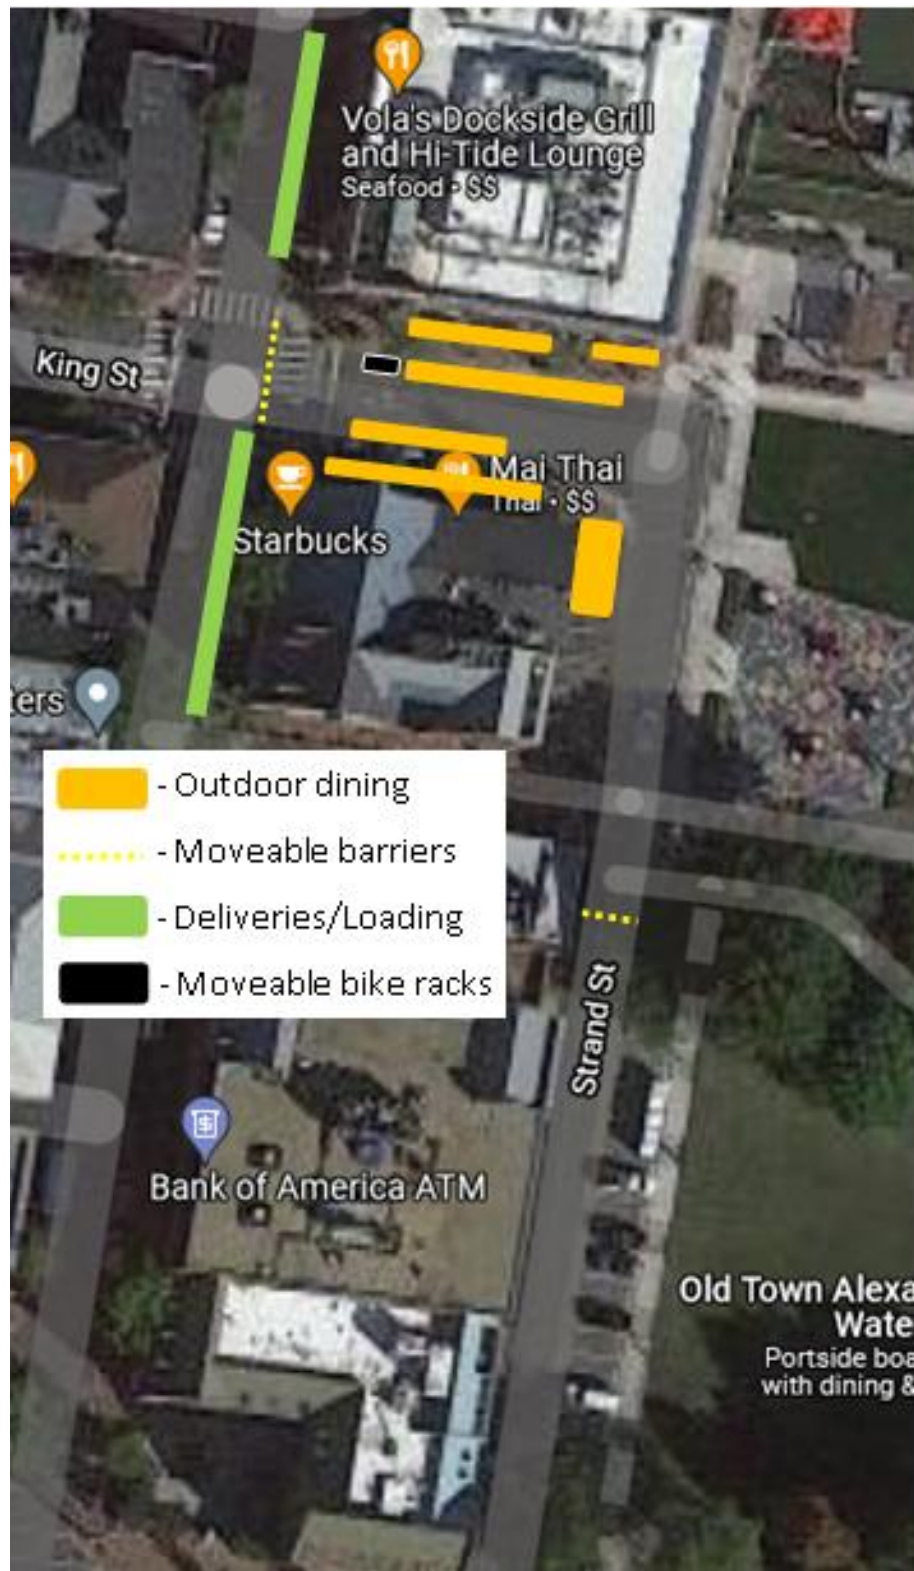 Vola's Dockside Grill
and Hi-Tide Lounge
Seafood • $$
King St
Mai Thai
Thai • $$
Starbucks
ters
- Outdoor dining
- Moveable barriers
- Deliveries/Loading
- Moveable bike racks
Strand St
$
Bank of America ATM
Old Town Alexa
Wate
Portside boa
with dining &